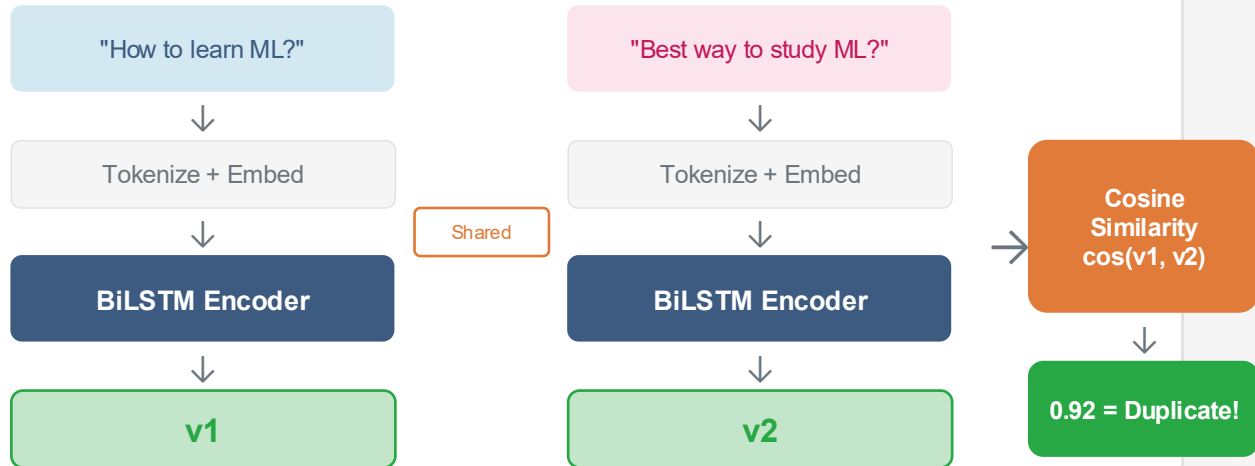 "How to learn ML?"
"Best way to study ML?"
Tokenize + Embed
Tokenize + Embed
Shared
BiLSTM Encoder
BiLSTM Encoder
v1
v2
Cosine
Similarity
cos(v1, v2)
0.92 = Duplicate!